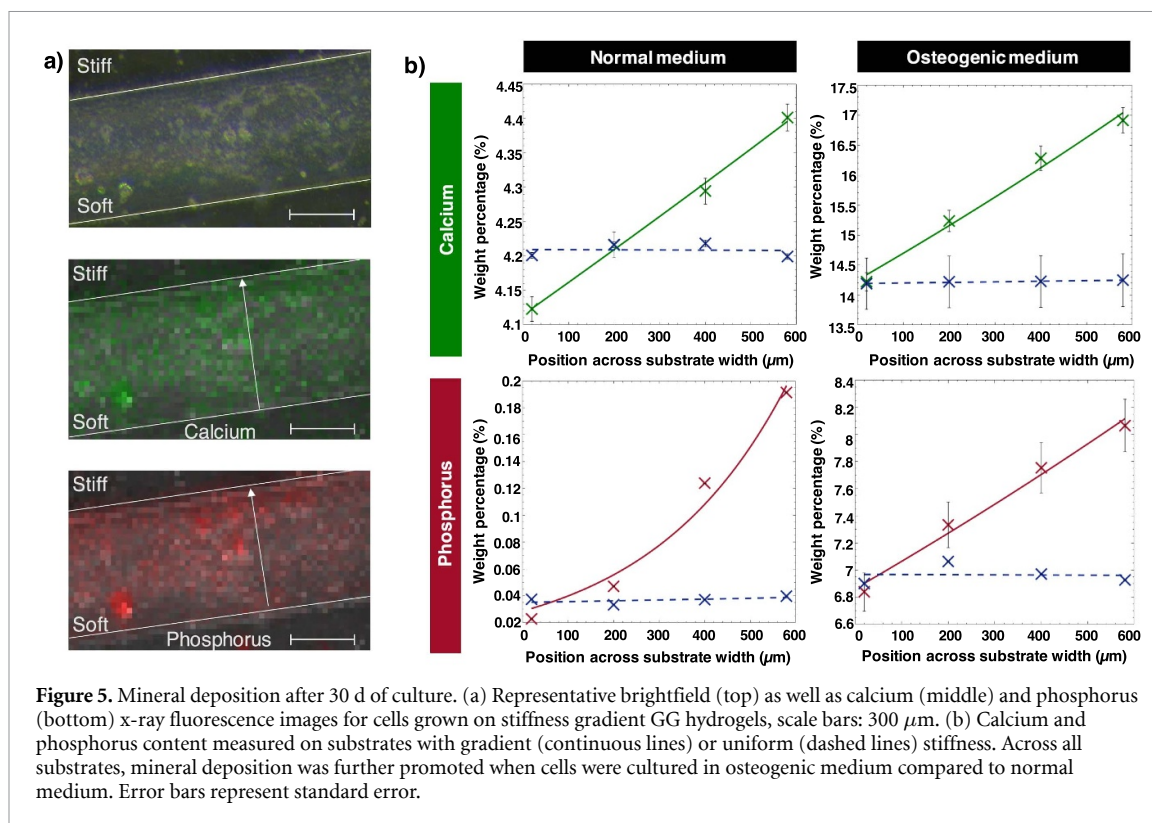 a)
Stiff
Soft
Stiff
Soft
Calcium
Stiff
Soft
Phosphorus
b)
Normal medium
Osteogenic medium
Calcium
Phosphorus
Weight percentage (%)
4.45
4.4
4.35
4.3
4.25
4.2
4.15
4.1
0 100 200 300 400 500 600
Position across substrate width (µm)
Weight percentage (%)
17.5
17
16.5
16
15.5
15
14.5
14
13.5
0 100 200 300 400 500 600
Position across substrate width (µm)
Weight percentage (%)
0.2
0.18
0.16
0.14
0.12
0.1
0.08
0.06
0.04
0.02
0 100 200 300 400 500 600
Position across substrate width (µm)
Weight percentage (%)
8.4
8.2
8
7.8
7.6
7.4
7.2
7
6.8
6.6
0 100 200 300 400 500 600
Position across substrate width (µm)
Figure 5. Mineral deposition after 30 d of culture. (a) Representative brightfield (top) as well as calcium (middle) and phosphorus
(bottom) x-ray fluorescence images for cells grown on stiffness gradient GG hydrogels, scale bars: 300 µm. (b) Calcium and
phosphorus content measured on substrates with gradient (continuous lines) or uniform (dashed lines) stiffness. Across all
substrates, mineral deposition was further promoted when cells were cultured in osteogenic medium compared to normal
medium. Error bars represent standard error.